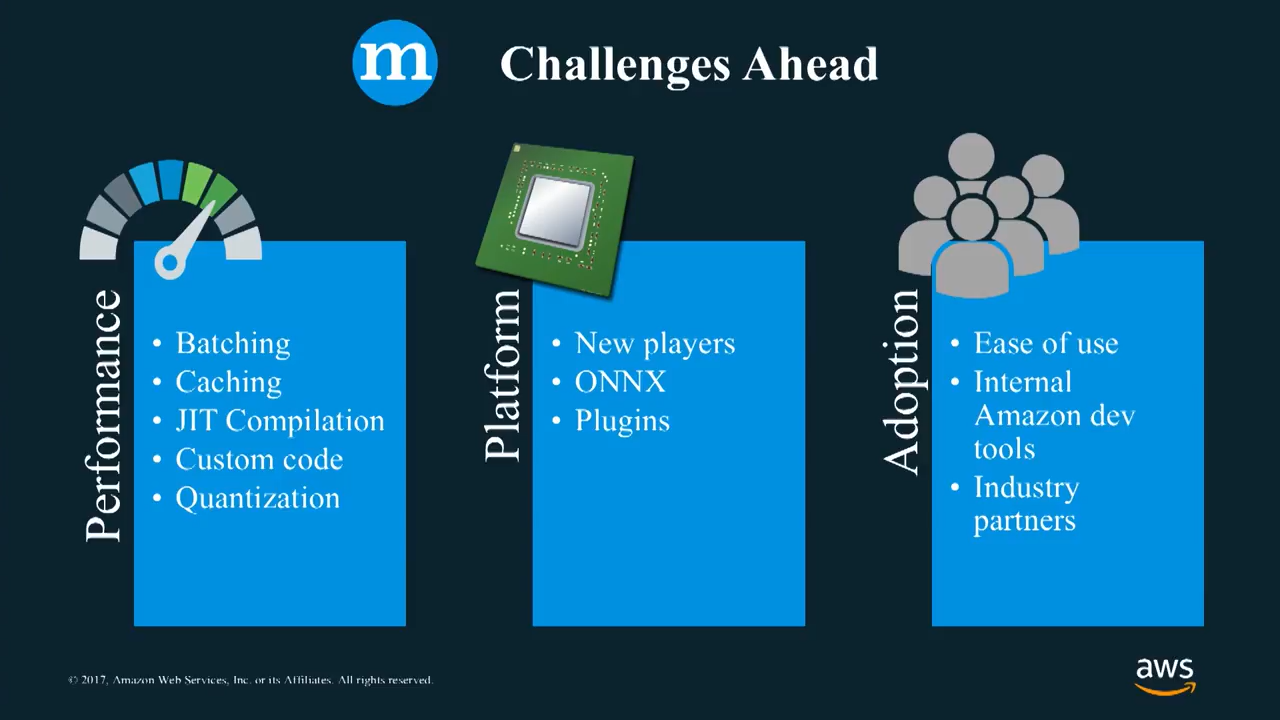 m
Challenges Ahead
Performance
• Batching
• Caching
• JIT Compilation
• Custom code
• Quantization
Platform
• New players
• ONNX
• Plugins
Adoption
• Ease of use
• Internal
Amazon dev
tools
• Industry
partners
© 2017, Amazon Web Services, Inc. or its Affiliates. All rights reserved.
aws